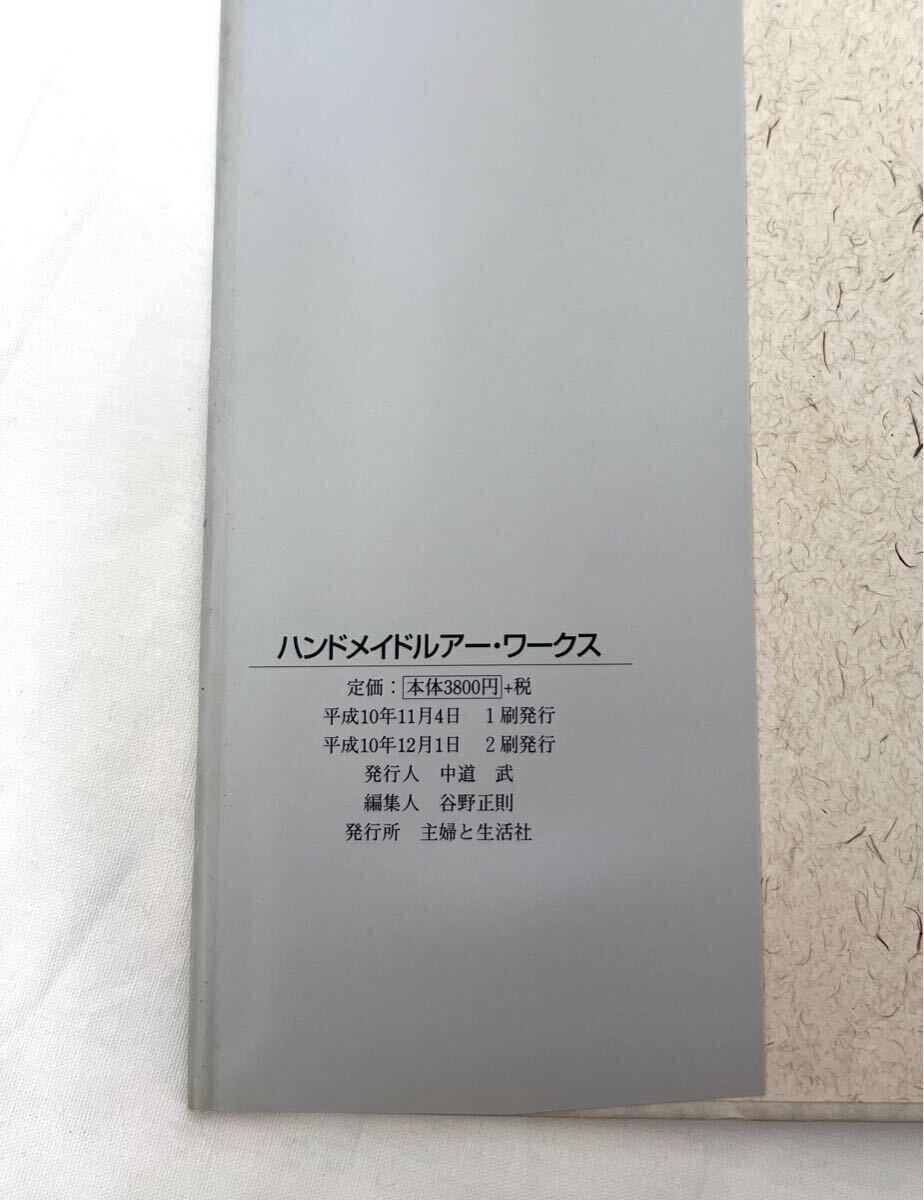 ハンドメイドルアー・ワークス
定価：本体3800円+税
平成10年11月4日　1刷発行
平成10年12月1日　2刷発行
発行人　中道　武
編集人　谷野正則
発行所　主婦と生活社